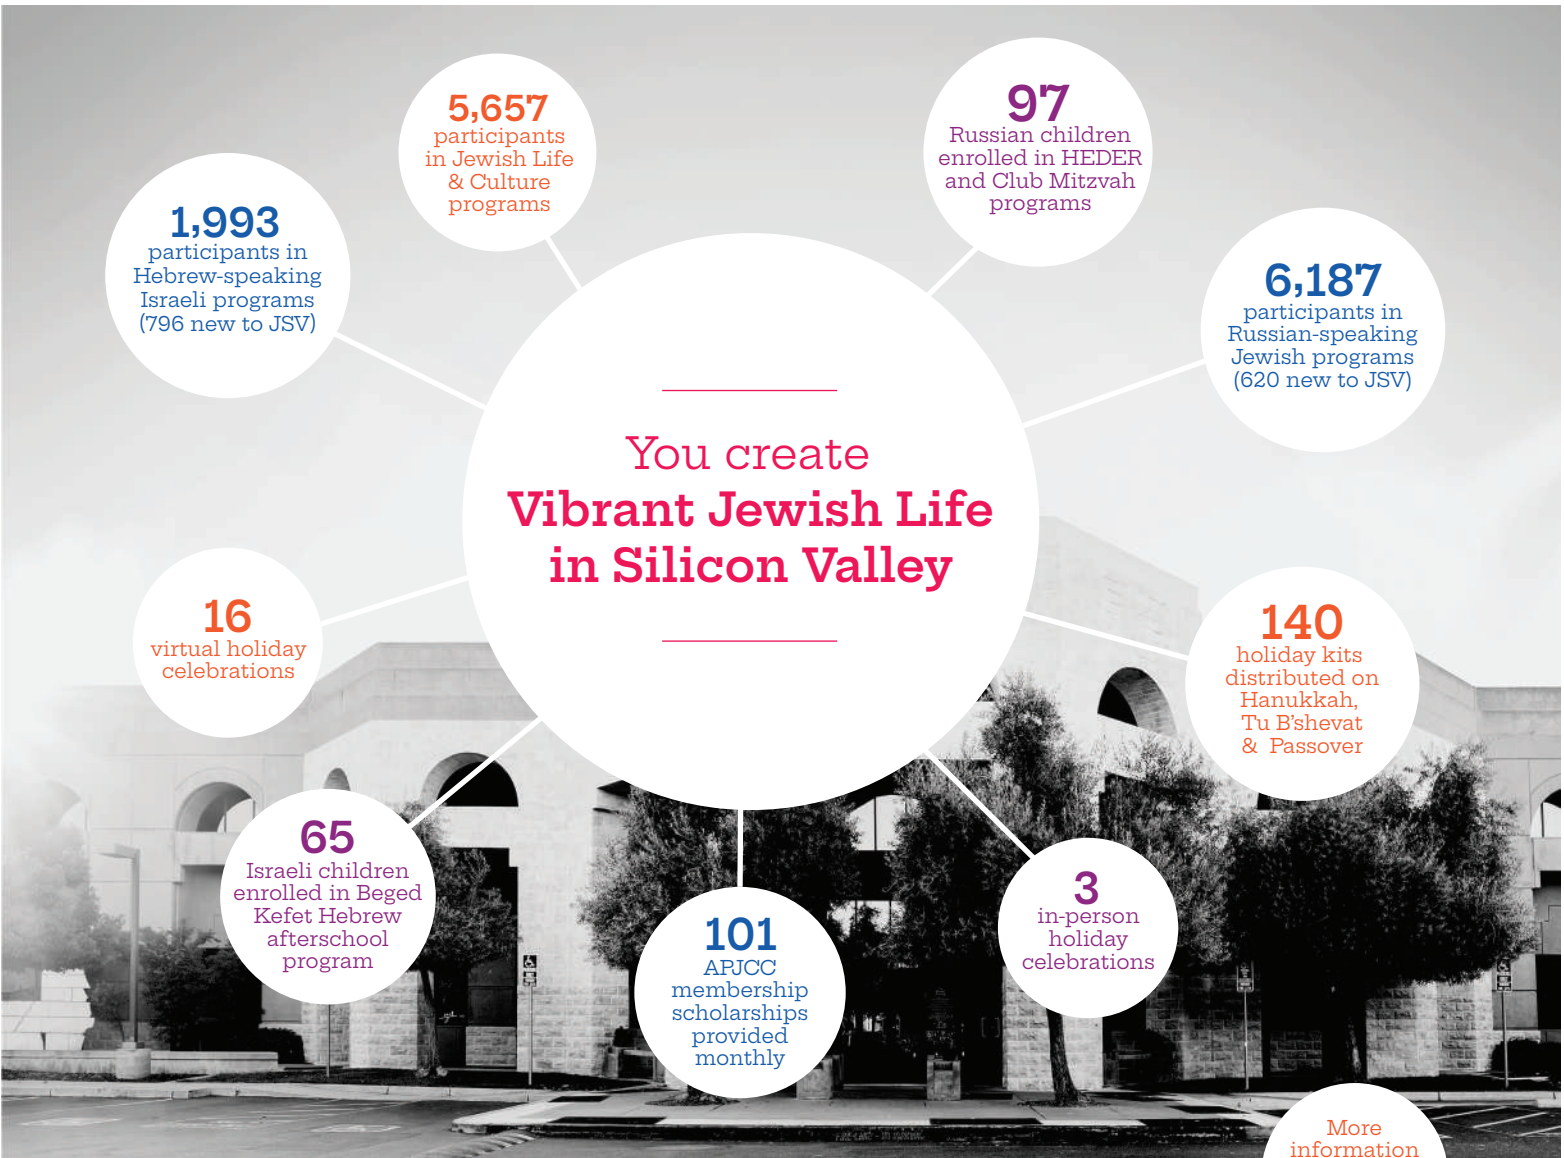 5,657
participants
in Jewish Life
& Culture
programs
97
Russian children
enrolled in HEDER
and Club Mitzvah
programs
1,993
participants in
Hebrew-speaking
Israeli programs
(796 new to JSV)
6,187
participants in
Russian-speaking
Jewish programs
(620 new to JSV)
You create
Vibrant Jewish Life
in Silicon Valley
16
virtual holiday
celebrations
140
holiday kits
distributed on
Hanukkah,
Tu B'shevat
& Passover
65
Israeli children
enrolled in Beged
Kefet Hebrew
afterschool
program
101
APJCC
membership
scholarships
provided
monthly
3
in-person
holiday
celebrations
More
information